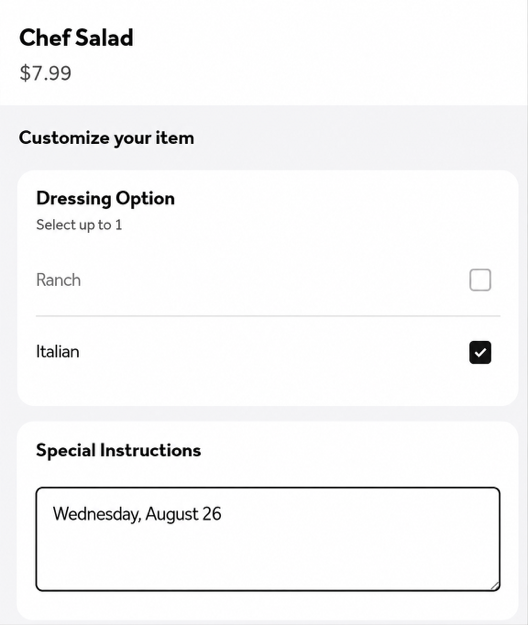 Chef Salad
$7.99
Customize your item
Dressing Option
Select up to 1
Ranch
Italian
Special Instructions
Wednesday, August 26